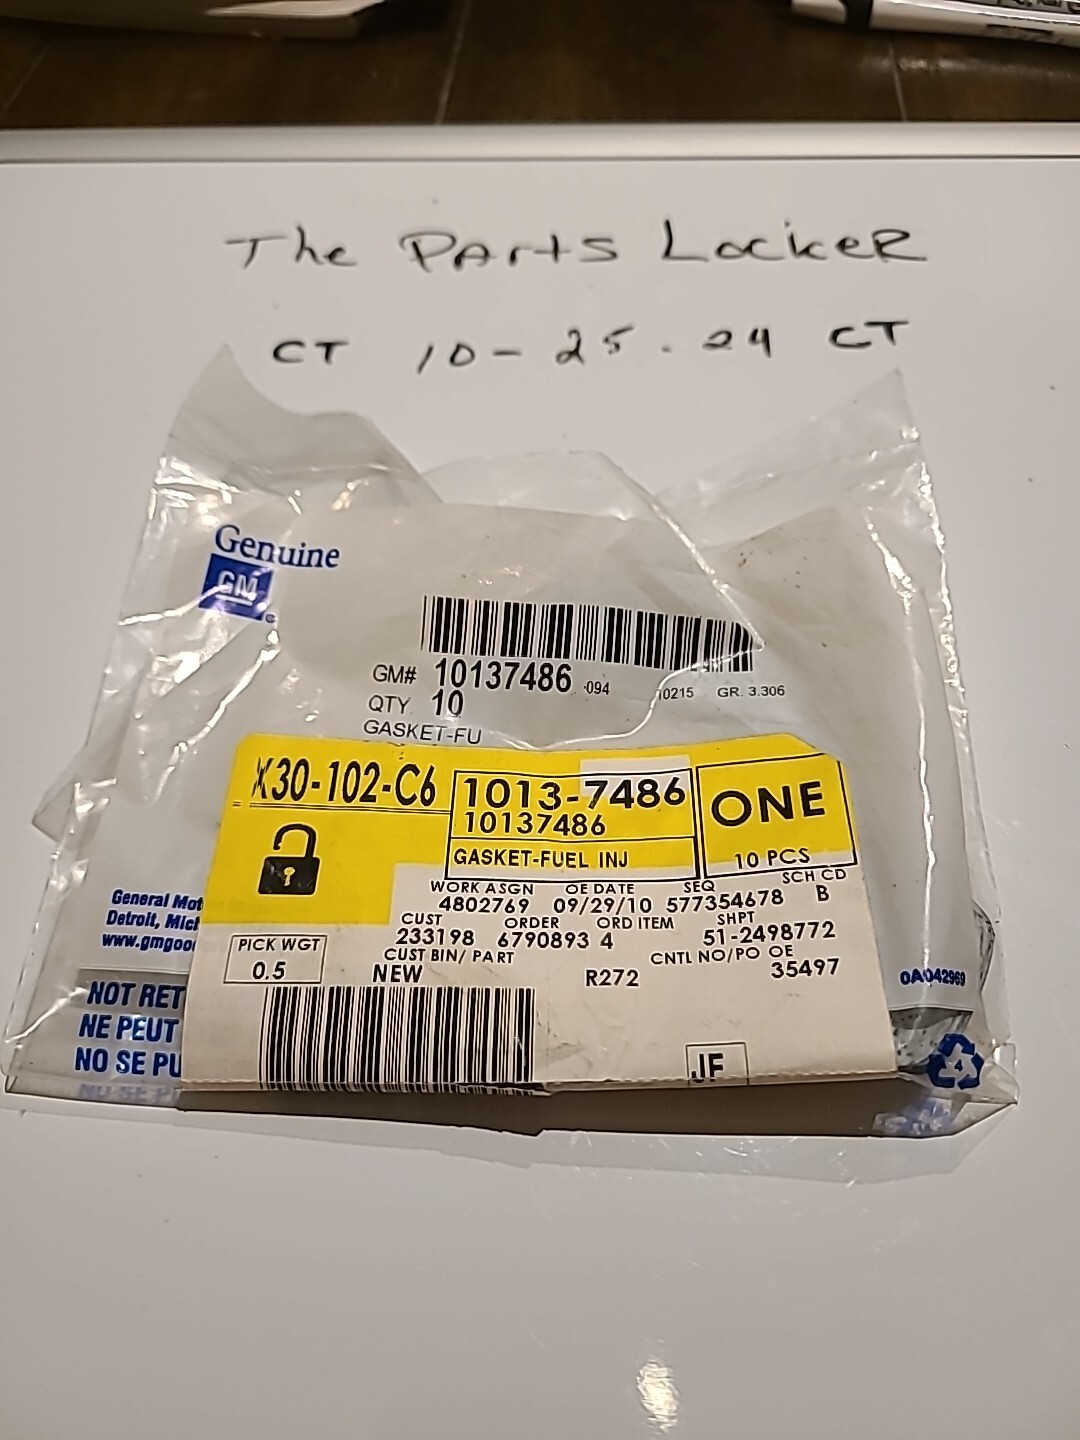 The Parts Locker
CT 10-25.24 CT
Genuine
GM
GM# 10137486 .094 10215 GR. 3.306
QTY 10
GASKET-FU
X30-102-C6
1013-7486
10137486
GASKET-FUEL INJ
ONE
10 PCS
WORK ASGN OE DATE SEQ SCH CD
4802769 09/29/10 577354678 B
CUST ORDER ORD ITEM SHPT
233198 6790893 4 51-2498772
CUST BIN/ PART CNTL NO/PO OE
NEW R272 35497
PICK WGT
0.5
JF
General Mot
Detroit, Mich
www.gmgoo
NOT RET
NE PEUT
NO SE PU
0A042969
4